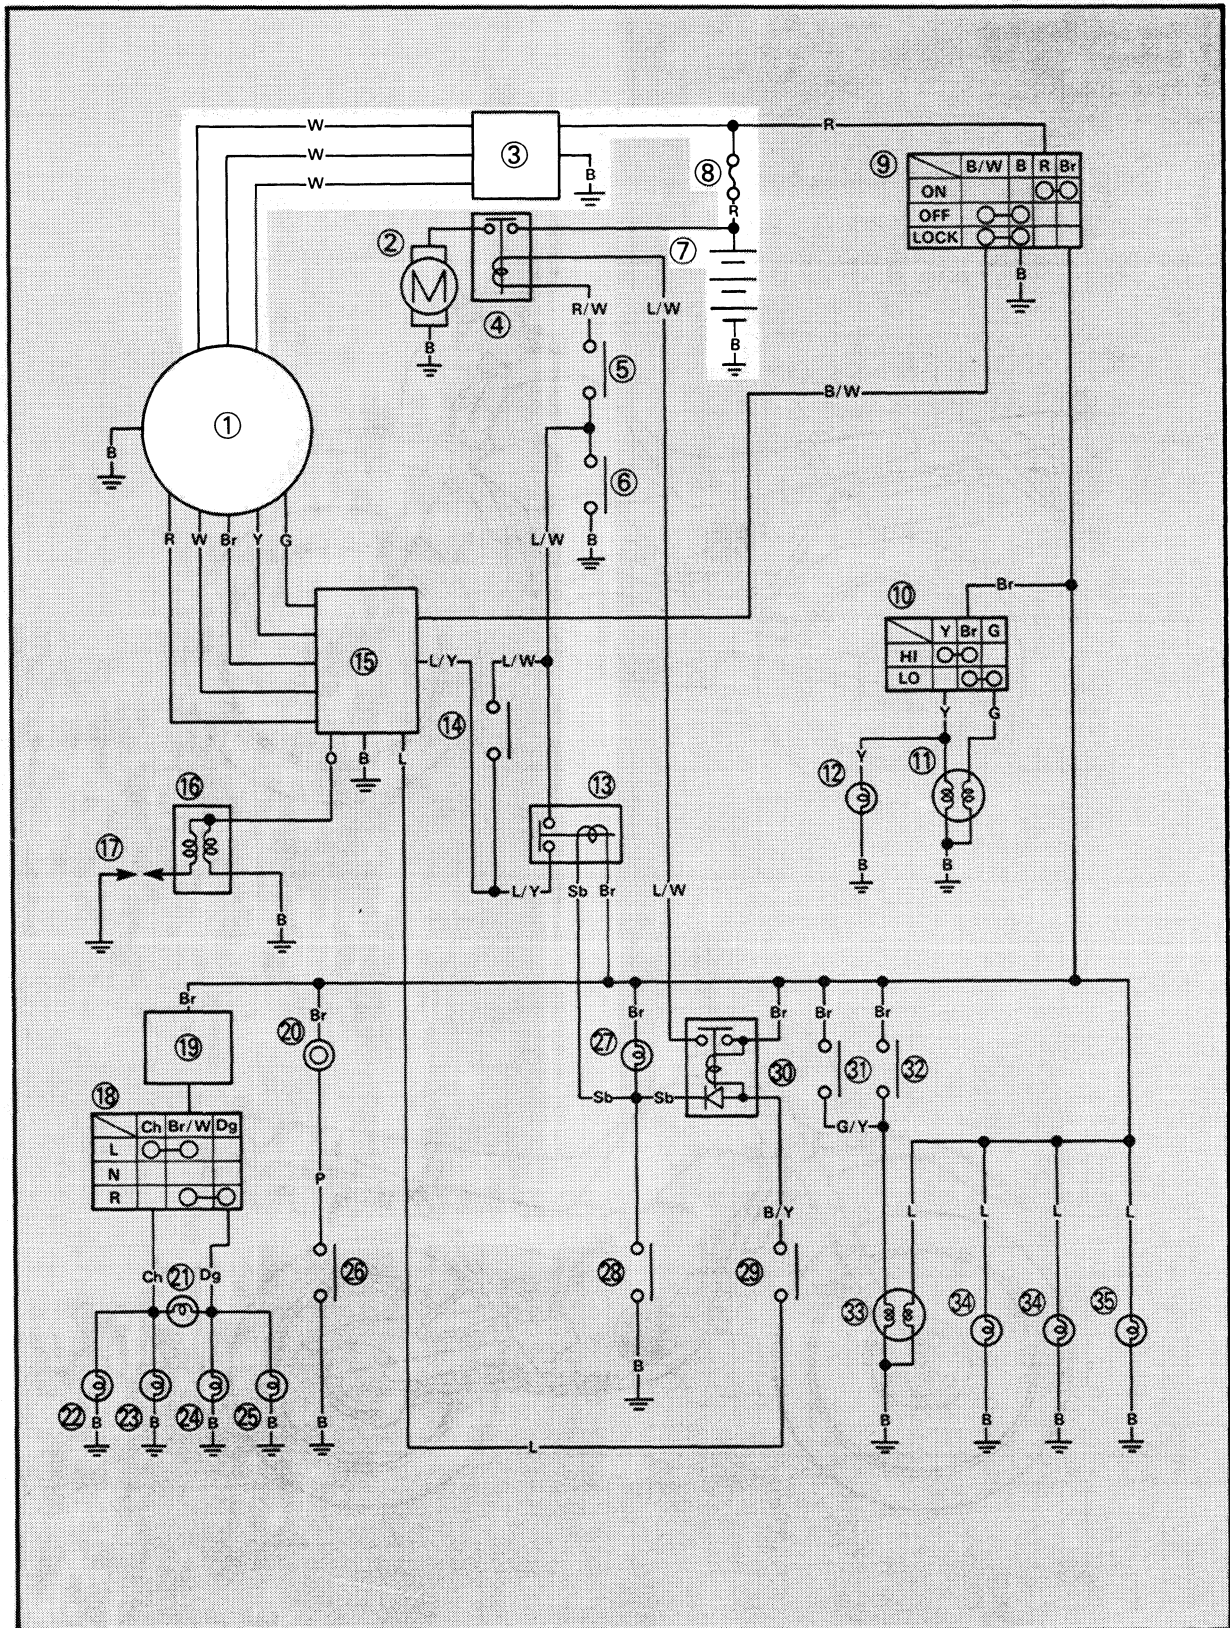 W
③
R
W
W
B
⑧
R
⑨
B/W B R Br
ON
OFF
LOCK
B
②
M
④
⑦
R/W
L/W
B
B
⑤
B/W
①
B
⑥
R W Br Y G
L/W
B
⑩
Br
Y Br G
HI
LO
⑮
L/Y
L/W
⑭
Y
G
O
B
L
Y
⑫
⑪
⑯
⑬
⑰
L/Y
Sb
Br
L/W
B
B
B
Br
⑲
Br
⑳
Br
㉗
Br
Br
Br
㉚
㉛
㉜
⑱
Ch Br/W Dg
L
N
R
Sb
Sb
G/Y
P
B/Y
L
L
L
L
Ch
㉑
Dg
㉖
㉘
㉙
㉝
㉞
㉞
㉟
B
㉒
B
㉓
B
㉔
B
㉕
B
B
B
B
B
B
L